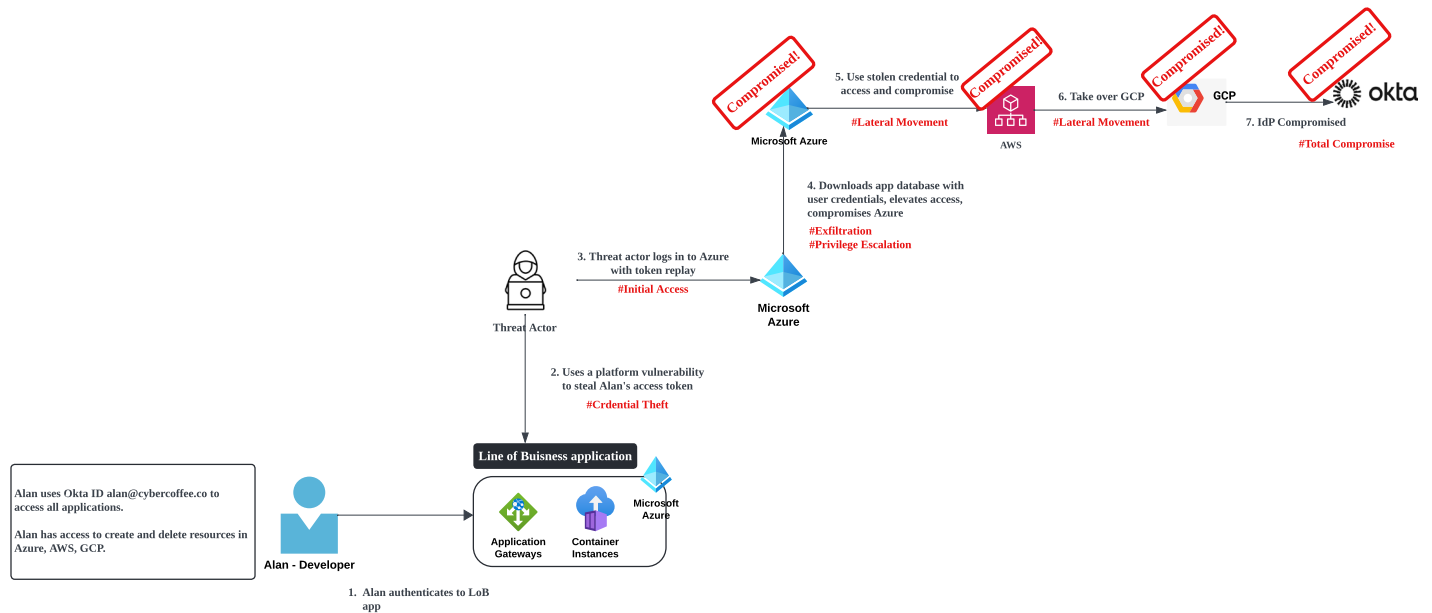 Compromised!
Compromised!
Compromised!
Compromised!
5. Use stolen credential to
access and compromise
#Lateral Movement
Microsoft Azure
AWS
6. Take over GCP
#Lateral Movement
GCP
okta
7. IdP Compromised
#Total Compromise
4. Downloads app database with
user credentials, elevates access,
compromises Azure
#Exfiltration
#Privilege Escalation
3. Threat actor logs in to Azure
with token replay
#Initial Access
Microsoft
Azure
Threat Actor
2. Uses a platform vulnerability
to steal Alan's access token
#Crdential Theft
Line of Buisness application
Microsoft
Azure
Application
Gateways
Container
Instances
Alan uses Okta ID alan@cybercoffee.co to
access all applications.
Alan has access to create and delete resources in
Azure, AWS, GCP.
Alan - Developer
1. Alan authenticates to LoB
app